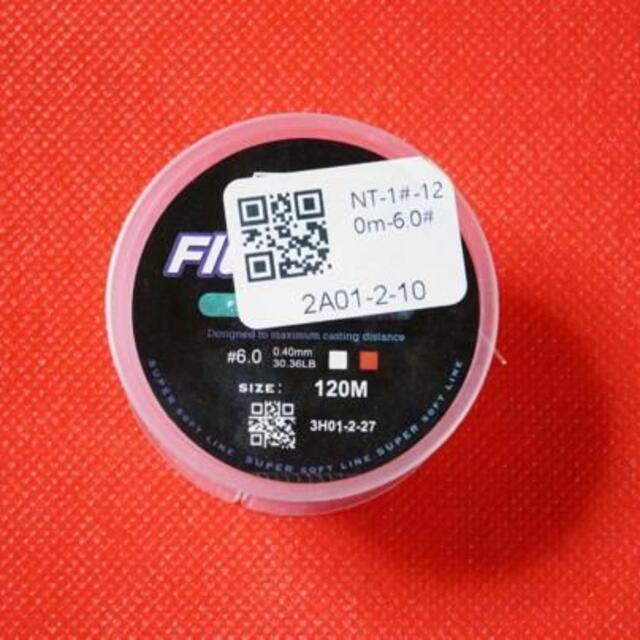 NT-1#-12
0m-6.0#
2A01-2-10
Designed to maximum casting distance
#6.0 0.40mm
30.36LB
SIZE: 120M
3H01-2-27
SUPER SOFT LINE SUPER SOFT LINE SUPER SOFT LINE